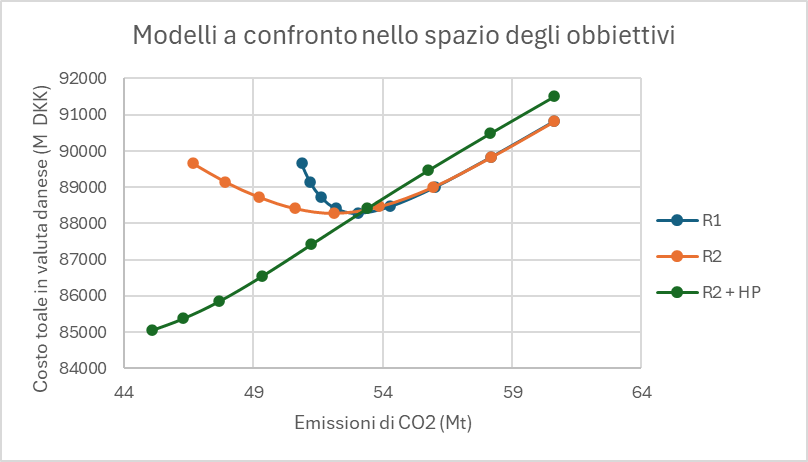 Modelli a confronto nello spazio degli obbiettivi
Costo toale in valuta danese (M DKK)
92000
91000
90000
89000
88000
87000
86000
85000
84000
44
49
54
59
64
Emissioni di CO2 (Mt)
R1
R2
R2 + HP